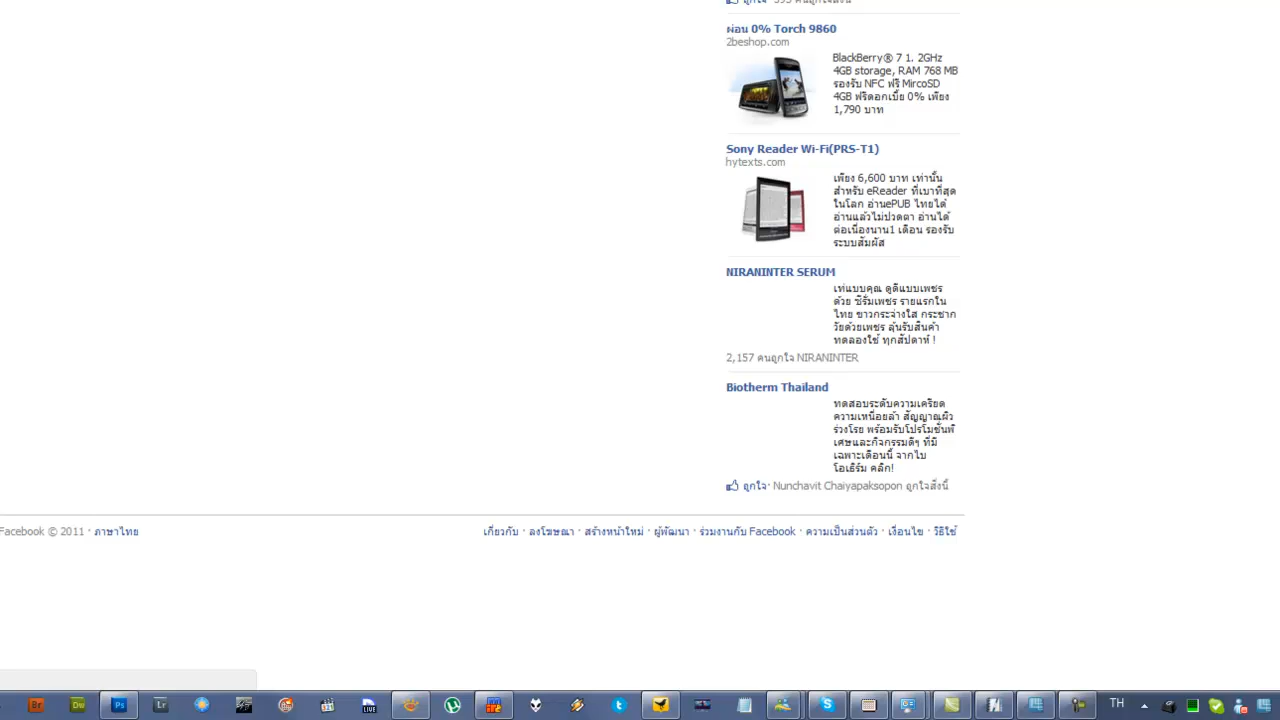 ถูกใจ · 393 คนถูกใจสิ่งนี้
ผ่อน 0% Torch 9860
2beshop.com
BlackBerry® 7 1. 2GHz
4GB storage, RAM 768 MB
รองรับ NFC ฟรี MircoSD
4GB ฟรีดอกเบี้ย 0% เพียง
1,790 บาท
Sony Reader Wi-Fi(PRS-T1)
hytexts.com
เพียง 6,600 บาท เท่านั้น
สำหรับ eReader ที่เบาที่สุด
ในโลก อ่านePUB ไทยได้
อ่านแล้วไม่ปวดตา อ่านได้
ต่อเนื่องนาน1 เดือน รองรับ
ระบบสัมผัส
NIRANINTER SERUM
เท่แบบคุณ ดูดีแบบเพชร
ด้วย ซีรั่มเพชร รายแรกใน
ไทย ขาวกระจ่างใส กระชาก
วัยด้วยเพชร ลุ้นรับสินค้า
ทดลองใช้ ทุกสัปดาห์ !
2,157 คนถูกใจ NIRANINTER
Biotherm Thailand
ทดสอบระดับความเครียด
ความเหนื่อยล้า สัญญาณผิว
ร่วงโรย พร้อมรับโปรโมชั่นพิ
เศษและกิจกรรมดีๆ ที่มี
เฉพาะเดือนนี้ จากไบ
โอเธิร์ม คลิก!
ถูกใจ · Nunchavit Chaiyapaksopon ถูกใจสิ่งนี้
Facebook © 2011 · ภาษาไทย
เกี่ยวกับ · ลงโฆษณา · สร้างหน้าใหม่ · ผู้พัฒนา · ร่วมงานกับ Facebook · ความเป็นส่วนตัว · เงื่อนไข · วิธีใช้
Br Dw Ps Lr LIVE TH